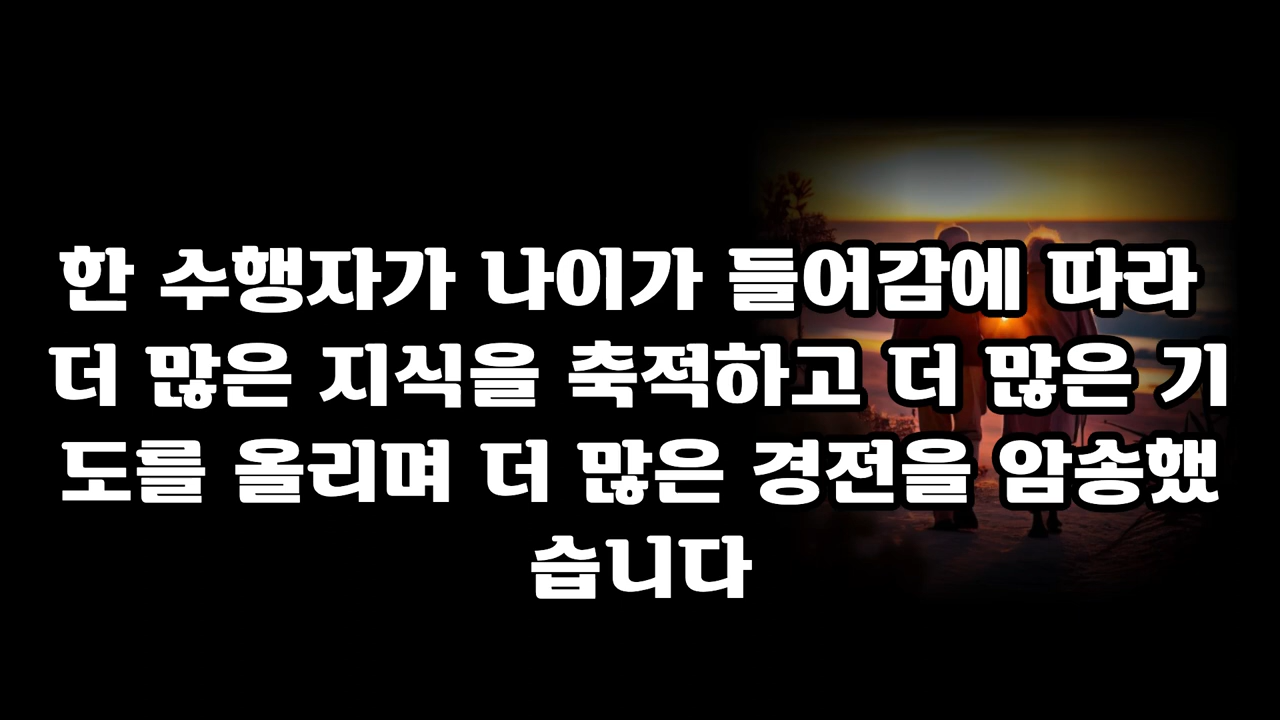 한 수행자가 나이가 들어감에 따라
더 많은 지식을 축적하고 더 많은 기
도를 올리며 더 많은 경전을 암송했
습니다